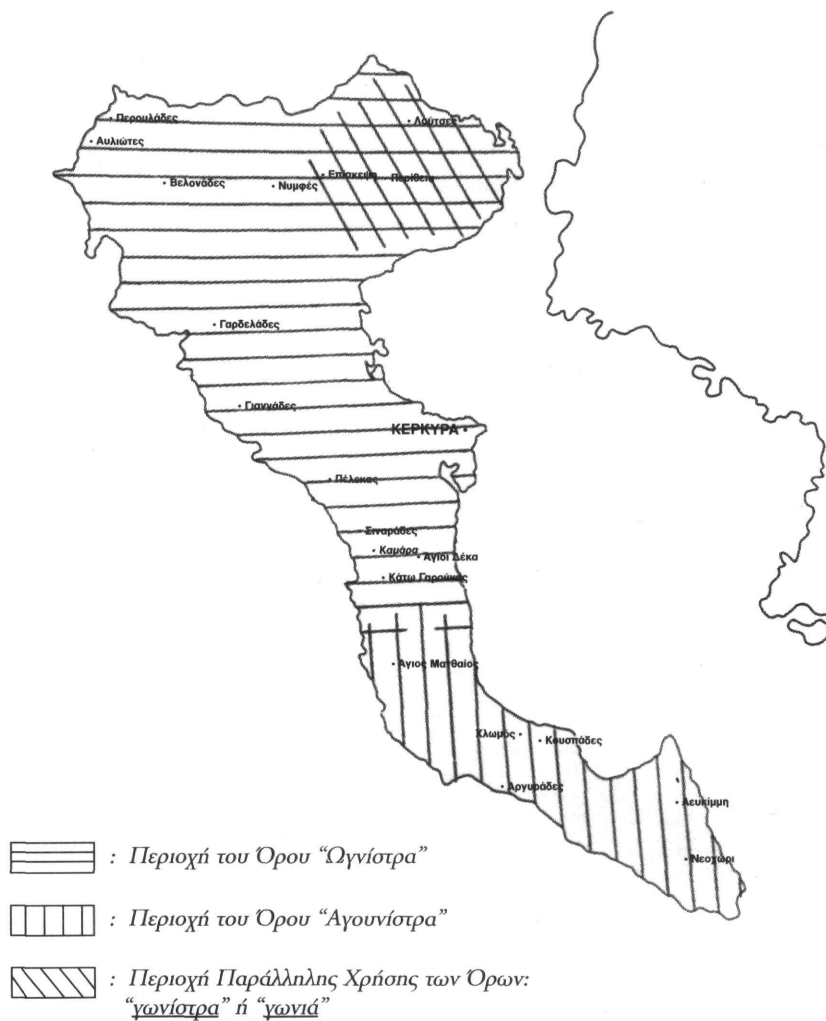 Λούτσες
Περουλάδες
Αυλιώτες
Επίσκεψη
Περίθεια
Βελονάδες
Νυμφές
Γαρδελάδες
Γιαννάδες
ΚΕΡΚΥΡΑ
Πέλεκας
Σιναράδες
Καμάρα
Άγιοι Δέκα
Κάτω Γαρούνας
Άγιος Ματθαίος
Χλωμός
Κουσπάδες
Αργυράδες
Λευκίμμη
Νεοχώρι
: Περιοχή του Όρου “Ωγνίστρα”
: Περιοχή του Όρου “Αγουνίστρα”
: Περιοχή Παράλληλης Χρήσης των Όρων:
“γωνίστρα” ή “γωνιά”